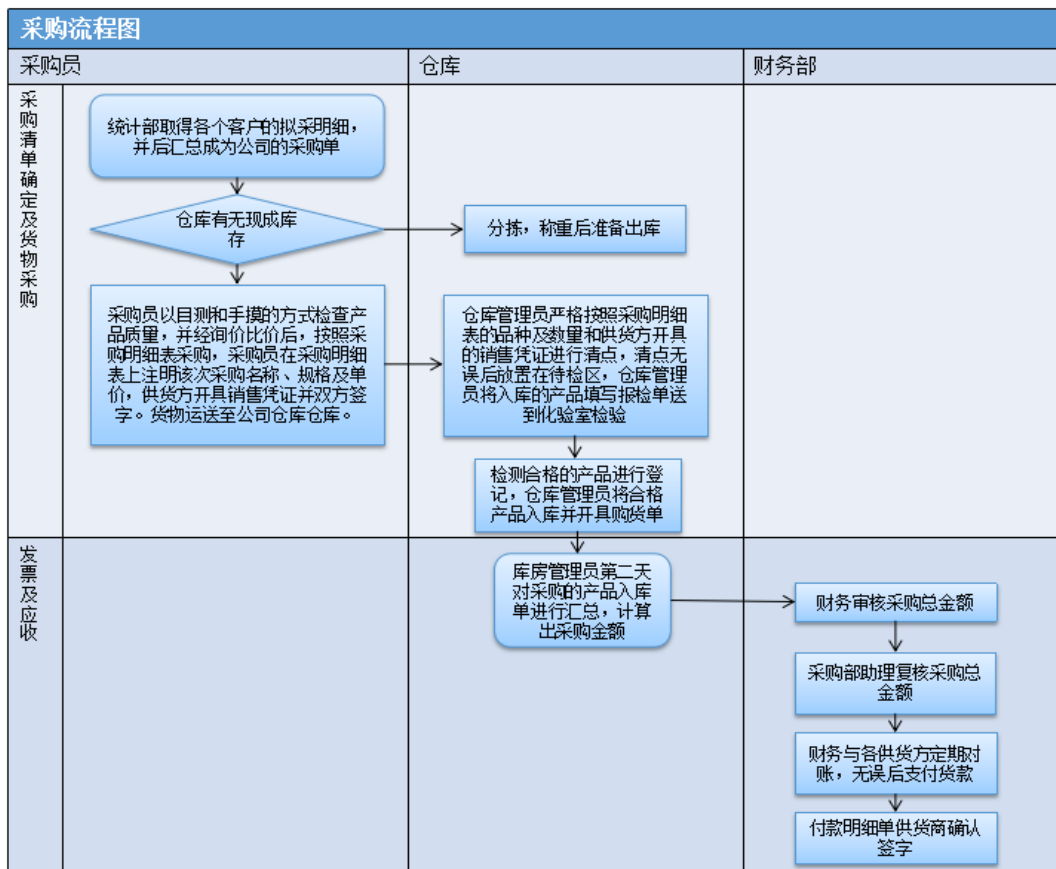 采购流程图
采购员
仓库
财务部
采购清单确定及货物采购
统计部取得各个客户的拟采明细，
并后汇总成为公司的采购单
仓库有无现成库
存
分拣，称重后准备出库
采购员以目测和手摸的方式检查产
品质量，并经询价比价后，按照采
购明细表采购，采购员在采购明细
表上注明该次采购名称、规格及单
价，供货方开具销售凭证并双方签
字。货物运送至公司仓库仓库。
仓库管理员严格按照采购明细
表的品种及数量和供货方开具
的销售凭证进行清点，清点无
误后放置在待检区，仓库管理
员将入库的产品填写报检单送
到化验室检验
检测合格的产品进行登
记，仓库管理员将合格
产品入库并开具购货单
发票及应收
库房管理员第二天
对采购的产品入库
单进行汇总，计算
出采购金额
财务审核采购总金额
采购部助理复核采购总
金额
财务与各供货方定期对
账，无误后支付货款
付款明细单供货商确认
签字